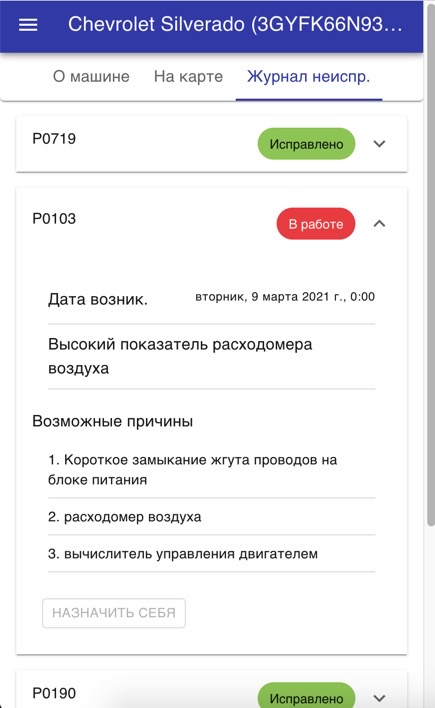 Chevrolet Silverado (3GYFK66N93...
О машине На карте Журнал неиспр.
P0719 Исправлено
P0103 В работе
Дата возник. вторник, 9 марта 2021 г., 0:00
Высокий показатель расходомера
воздуха
Возможные причины
1. Короткое замыкание жгута проводов на
блоке питания
2. расходомер воздуха
3. вычислитель управления двигателем
НАЗНАЧИТЬ СЕБЯ
P0190 Исправлено